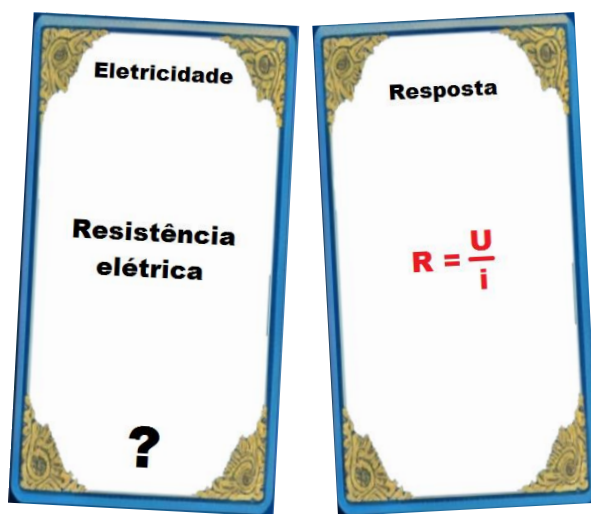 Eletricidade
Resistência
elétrica
?
Resposta
R = U/i